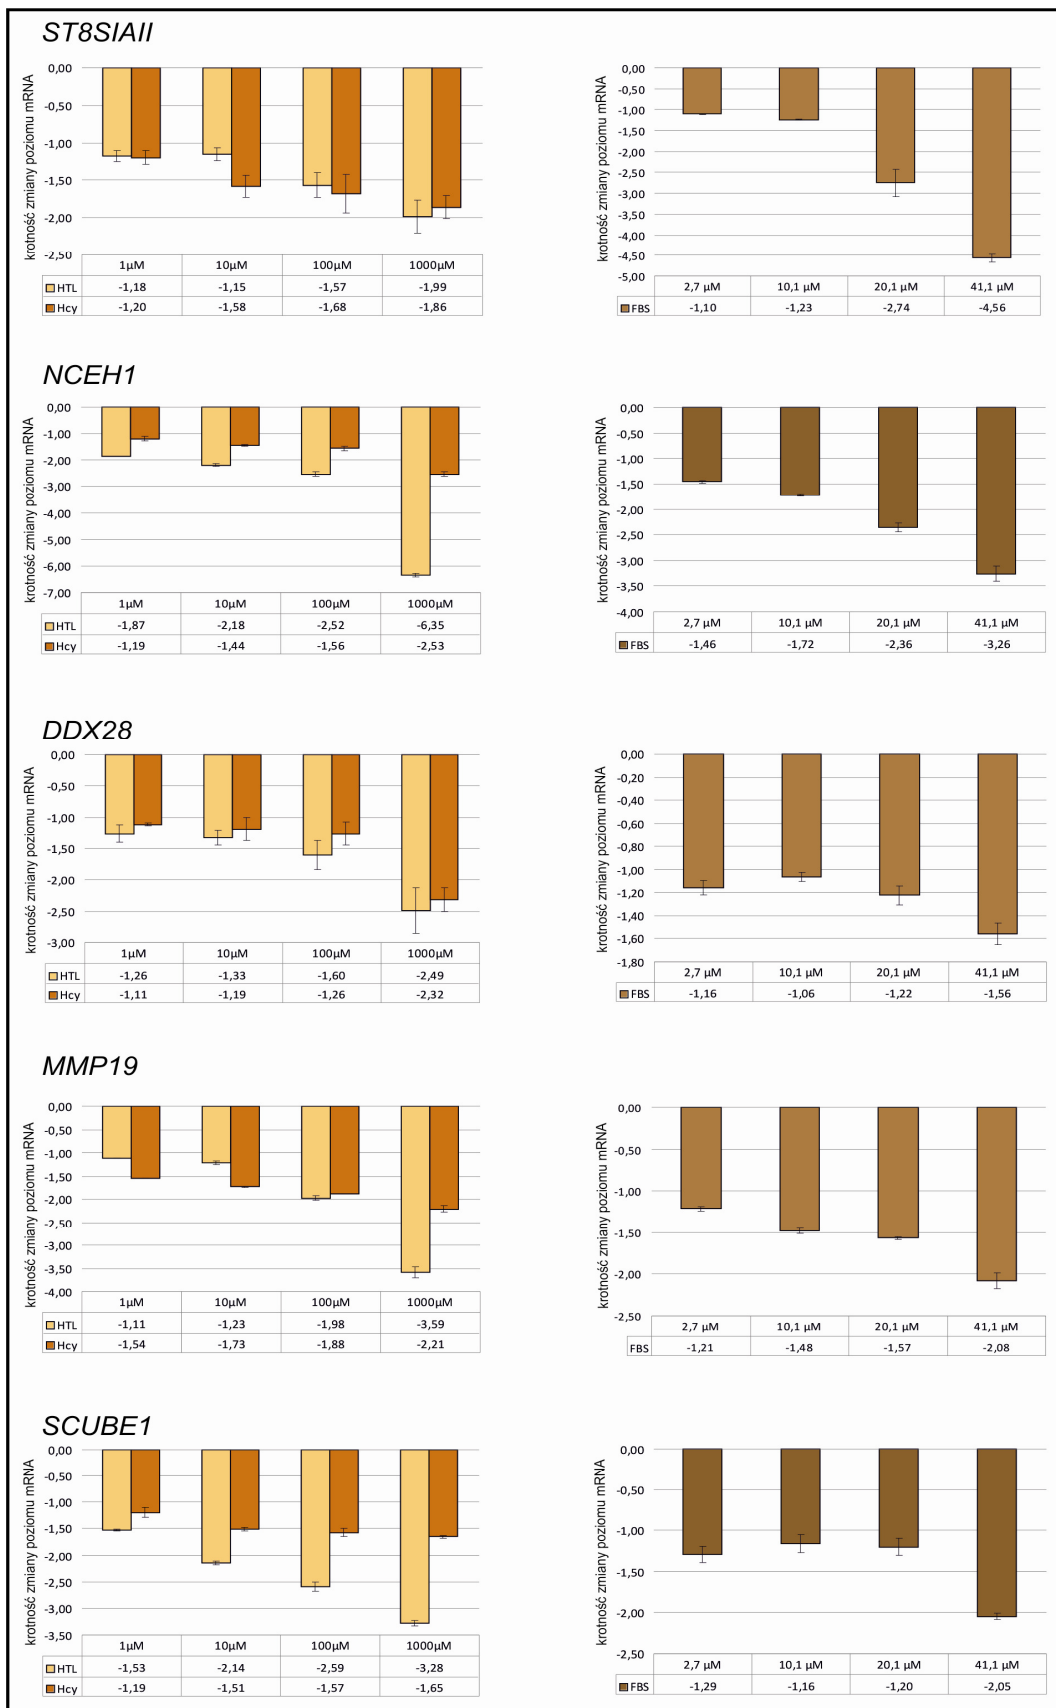 ST8SIAII
krotność zmiany poziomu mRNA
0,00
-0,50
-1,00
-1,50
-2,00
-2,50
1µM 10µM 100µM 1000µM
HTL -1,18 -1,15 -1,57 -1,99
Hcy -1,20 -1,58 -1,68 -1,86
krotność zmiany poziomu mRNA
0,00
-0,50
-1,00
-1,50
-2,00
-2,50
-3,00
-3,50
-4,00
-4,50
-5,00
2,7 µM 10,1 µM 20,1 µM 41,1 µM
FBS -1,10 -1,23 -2,74 -4,56
NCEH1
krotność zmiany poziomu mRNA
0,00
-1,00
-2,00
-3,00
-4,00
-5,00
-6,00
-7,00
1µM 10µM 100µM 1000µM
HTL -1,87 -2,18 -2,52 -6,35
Hcy -1,19 -1,44 -1,56 -2,53
krotność zmiany poziomu mRNA
0,00
-0,50
-1,00
-1,50
-2,00
-2,50
-3,00
-3,50
-4,00
2,7 µM 10,1 µM 20,1 µM 41,1 µM
FBS -1,46 -1,72 -2,36 -3,26
DDX28
krotność zmiany poziomu mRNA
0,00
-0,50
-1,00
-1,50
-2,00
-2,50
-3,00
1µM 10µM 100µM 1000µM
HTL -1,26 -1,33 -1,60 -2,49
Hcy -1,11 -1,19 -1,26 -2,32
krotność zmiany poziomu mRNA
0,00
-0,20
-0,40
-0,60
-0,80
-1,00
-1,20
-1,40
-1,60
-1,80
2,7 µM 10,1 µM 20,1 µM 41,1 µM
FBS -1,16 -1,06 -1,22 -1,56
MMP19
krotność zmiany poziomu mRNA
0,00
-0,50
-1,00
-1,50
-2,00
-2,50
-3,00
-3,50
-4,00
1µM 10µM 100µM 1000µM
HTL -1,11 -1,23 -1,98 -3,59
Hcy -1,54 -1,73 -1,88 -2,21
krotność zmiany poziomu mRNA
0,00
-0,50
-1,00
-1,50
-2,00
-2,50
2,7 µM 10,1 µM 20,1 µM 41,1 µM
FBS -1,21 -1,48 -1,57 -2,08
SCUBE1
krotność zmiany poziomu mRNA
0,00
-0,50
-1,00
-1,50
-2,00
-2,50
-3,00
-3,50
1µM 10µM 100µM 1000µM
HTL -1,53 -2,14 -2,59 -3,28
Hcy -1,19 -1,51 -1,57 -1,65
krotność zmiany poziomu mRNA
0,00
-0,50
-1,00
-1,50
-2,00
-2,50
2,7 µM 10,1 µM 20,1 µM 41,1 µM
FBS -1,29 -1,16 -1,20 -2,05